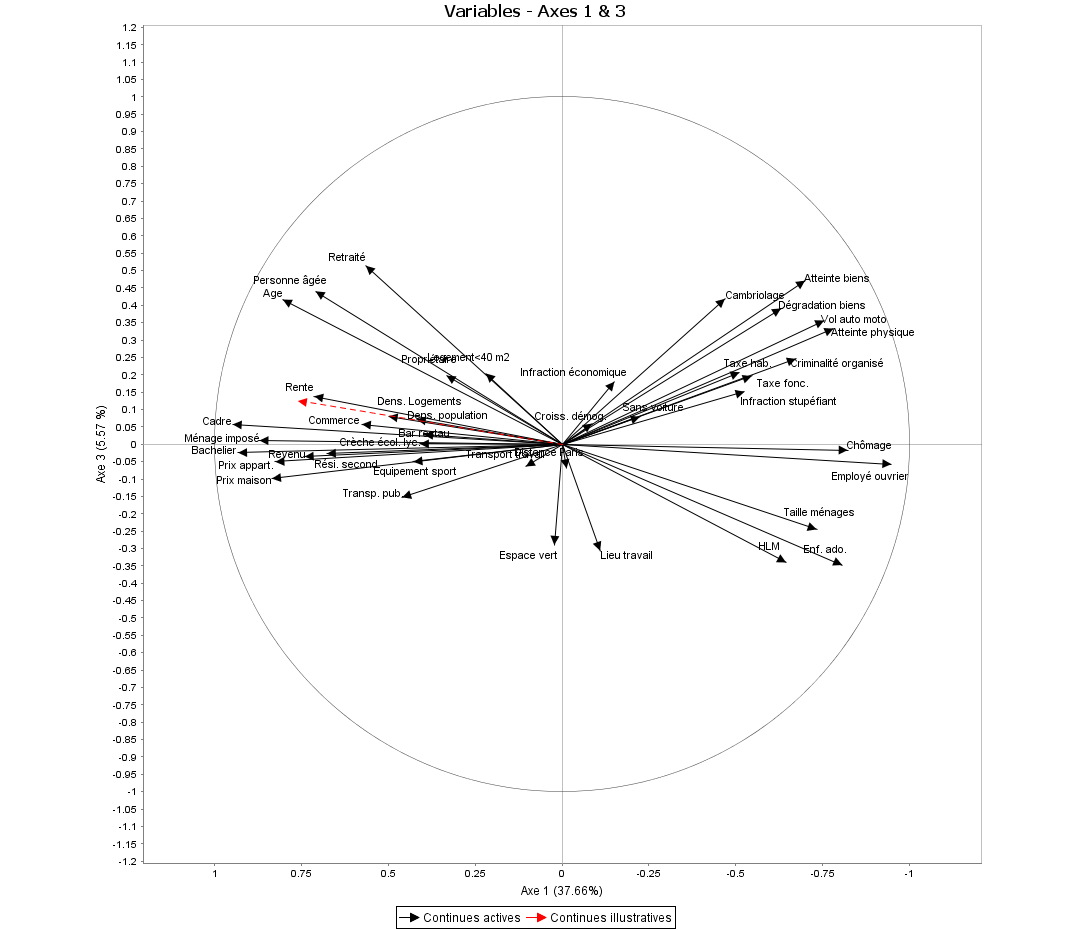 Variables - Axes 1 & 3
1.2
1.15
1.1
1.05
1
0.95
0.9
0.85
0.8
0.75
0.7
0.65
0.6
0.55
0.5
0.45
0.4
0.35
0.3
0.25
0.2
0.15
0.1
0.05
0
-0.05
-0.1
-0.15
-0.2
-0.25
-0.3
-0.35
-0.4
-0.45
-0.5
-0.55
-0.6
-0.65
-0.7
-0.75
-0.8
-0.85
-0.9
-0.95
-1
-1.05
-1.1
-1.15
-1.2
Axe 3 (5.57 %)
Retraité
Personne âgée
Age
Propriétaire
Logement<40 m2
Rente
Dens. Logements
Dens. population
Cadre
Commerce
Bar restau
Ménage imposé
Crèche écol. lyc.
Bachelier
Revenu
Transport
Distance Paris
Prix appart.
Rési. second.
Equipement sport
Prix maison
Transp. pub.
Espace vert
Lieu travail
Atteinte biens
Cambriolage
Dégradation biens
Vol auto moto
Atteinte physique
Taxe hab.
Criminalité organisé
Infraction économique
Taxe fonc.
Infraction stupéfiant
Sans voiture
Croiss. démog.
Chômage
Employé ouvrier
Taille ménages
HLM
Enf. ado.
1 0.75 0.5 0.25 0 -0.25 -0.5 -0.75 -1
Axe 1 (37.66%)
Continues actives Continues illustratives